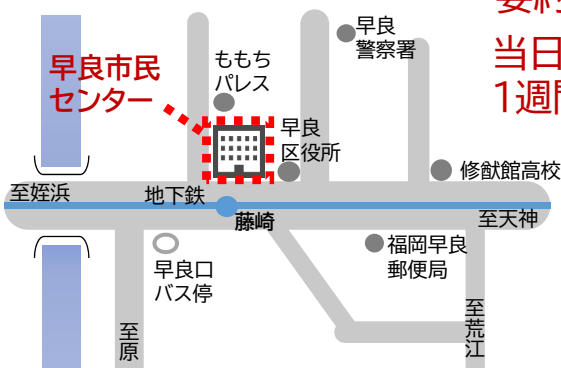 当日
1週間
早良
警察署
ももち
パレス
早良市民
センター
早良
区役所
修猷館高校
至姪浜
地下鉄
藤崎
至天神
早良口
バス停
福岡早良
郵便局
至原
至荒江